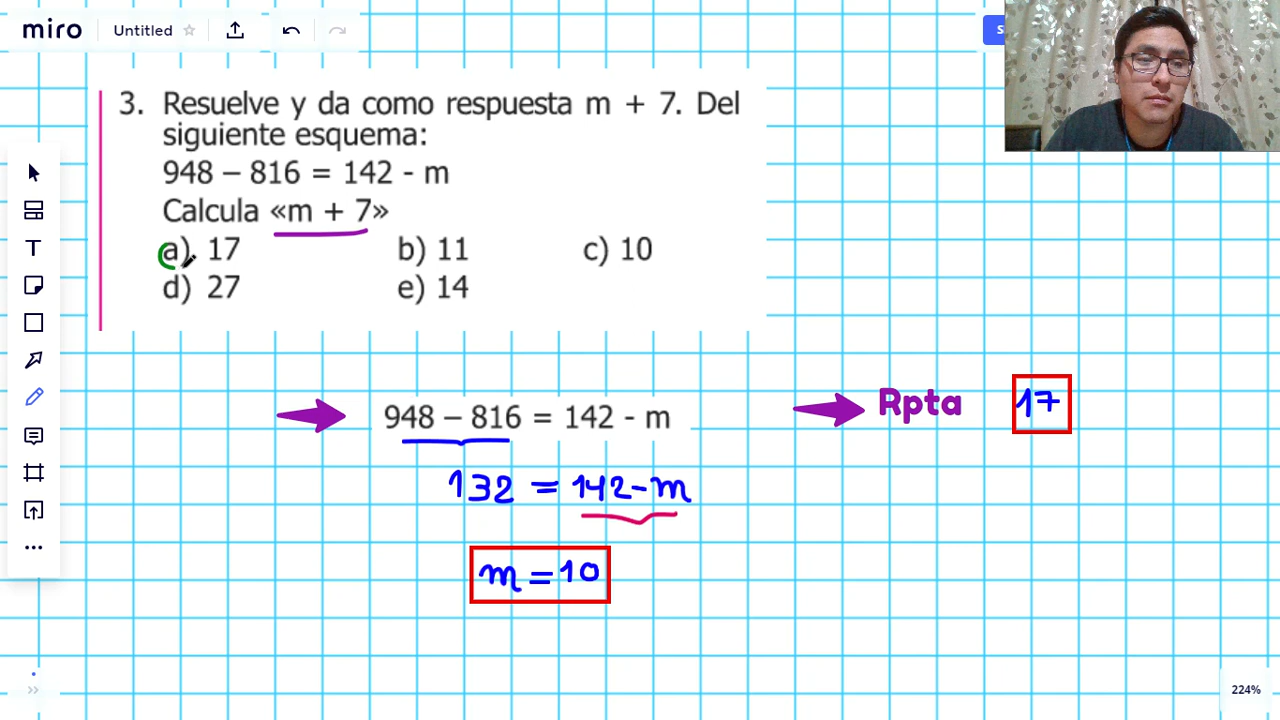 miro Untitled
3. Resuelve y da como respuesta m + 7. Del
siguiente esquema:
948 – 816 = 142 - m
Calcula «m + 7»
a) 17 b) 11 c) 10
d) 27 e) 14
948 – 816 = 142 - m
Rpta 17
132 = 142-m
m = 10
224%